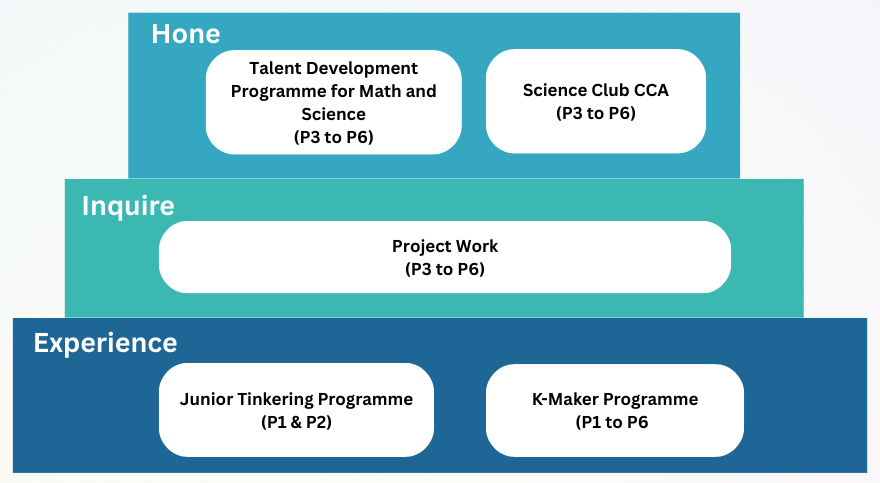 Hone
Talent Development
Programme for Math and
Science
(P3 to P6)
Science Club CCA
(P3 to P6)
Inquire
Project Work
(P3 to P6)
Experience
Junior Tinkering Programme
(P1 & P2)
K-Maker Programme
(P1 to P6